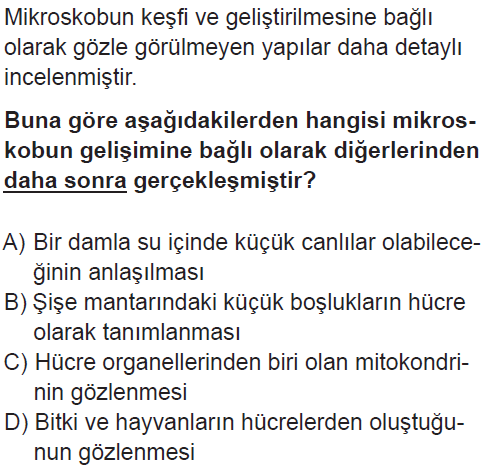 Mikroskobun keşfi ve geliştirilmesine bağlı
olarak gözle görülmeyen yapılar daha detaylı
incelenmiştir.
Buna göre aşağıdakilerden hangisi mikros-
kobun gelişimine bağlı olarak diğerlerinden
daha sonra gerçekleşmiştir?
A) Bir damla su içinde küçük canlılar olabilece-
ğinin anlaşılması
B) Şişe mantarındaki küçük boşlukların hücre
olarak tanımlanması
C) Hücre organellerinden biri olan mitokondri-
nin gözlenmesi
D) Bitki ve hayvanların hücrelerden oluştuğu-
nun gözlenmesi